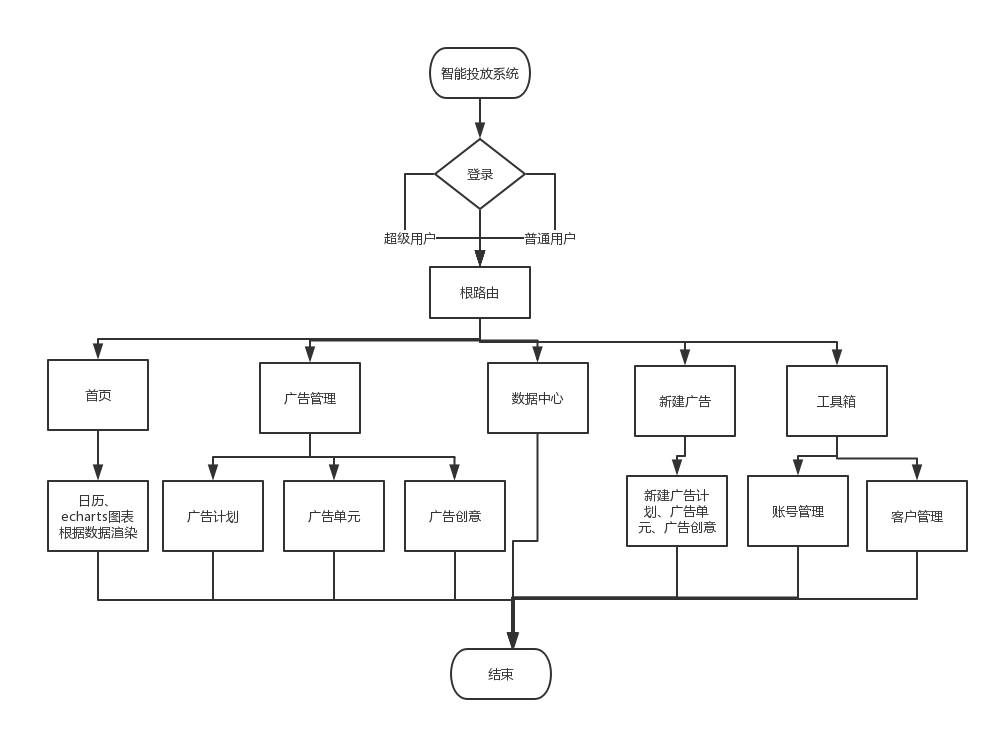 智能投放系统
登录
超级用户
普通用户
根路由
首页
广告管理
数据中心
新建广告
工具箱
日历、
echarts图表
根据数据渲染
广告计划
广告单元
广告创意
新建广告计
划、广告单
元、广告创意
账号管理
客户管理
结束